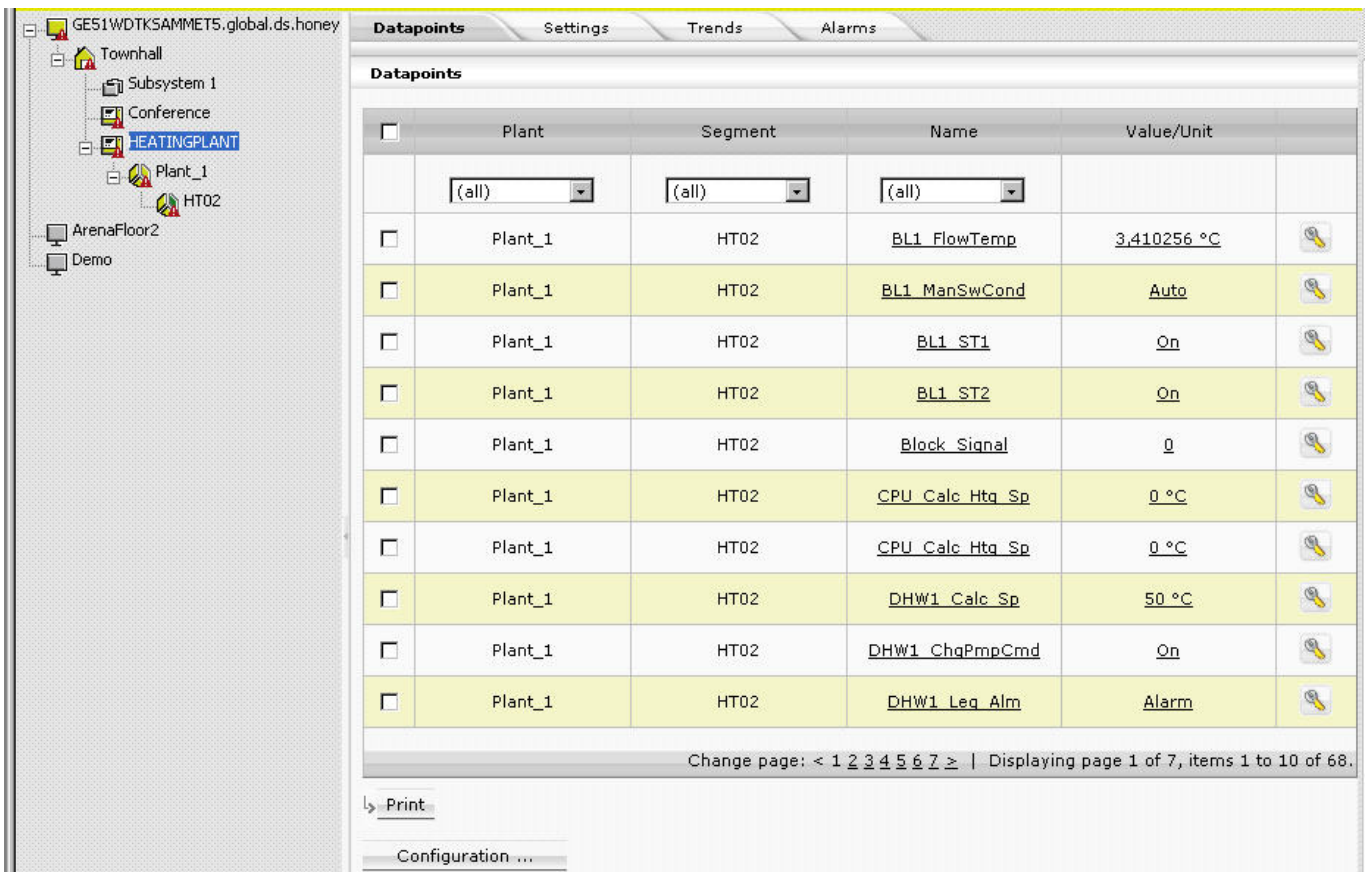 GE51WDTK5AMMET5.global.ds.honey
Townhall
Subsystem 1
Conference
HEATINGPLANT
Plant_1
HT02
ArenaFloor2
Demo
Datapoints Settings Trends Alarms
Datapoints
Plant Segment Name Value/Unit
(all) (all) (all)
Plant_1 HT02 BL1_FlowTemp 3,410256 °C
Plant_1 HT02 BL1_ManSwCond Auto
Plant_1 HT02 BL1_ST1 On
Plant_1 HT02 BL1_ST2 On
Plant_1 HT02 Block_Signal 0
Plant_1 HT02 CPU_Calc_Htg_Sp 0 °C
Plant_1 HT02 CPU_Calc_Htg_Sp 0 °C
Plant_1 HT02 DHW1_Calc_Sp 50 °C
Plant_1 HT02 DHW1_ChgPmpCmd On
Plant_1 HT02 DHW1_Leg_Alm Alarm
Change page: < 1 2 3 4 5 6 7 > | Displaying page 1 of 7, items 1 to 10 of 68.
Print
Configuration ...